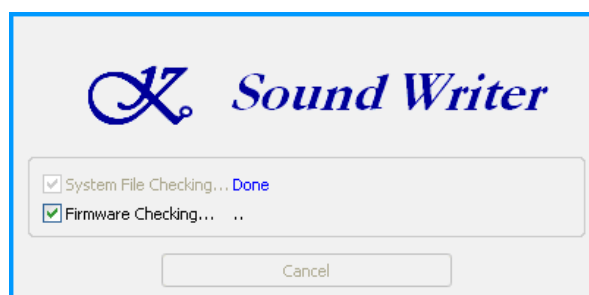 K. Sound Writer
System File Checking... Done
Firmware Checking... ..
Cancel